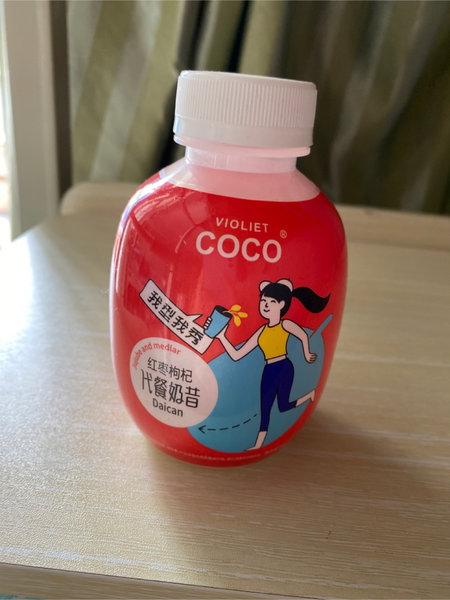 VIOLIET
COCO ®
我型我秀
jujube and medlar
红枣枸杞
代餐奶昔
Daican